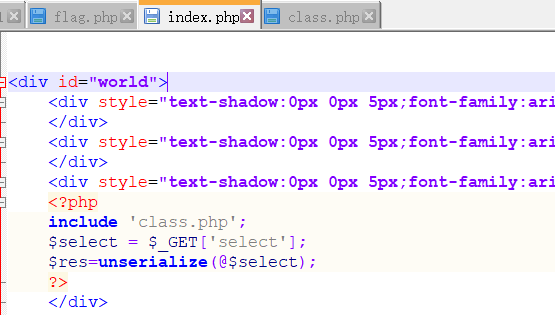 flag.php index.php class.php
<div id="world">
<div style="text-shadow:0px 0px 5px;font-family:ari
</div>
<div style="text-shadow:0px 0px 5px;font-family:ari
</div>
<div style="text-shadow:0px 0px 5px;font-family:ari
<?php
include 'class.php';
$select = $_GET['select'];
$res=unserialize(@$select);
?>
</div>